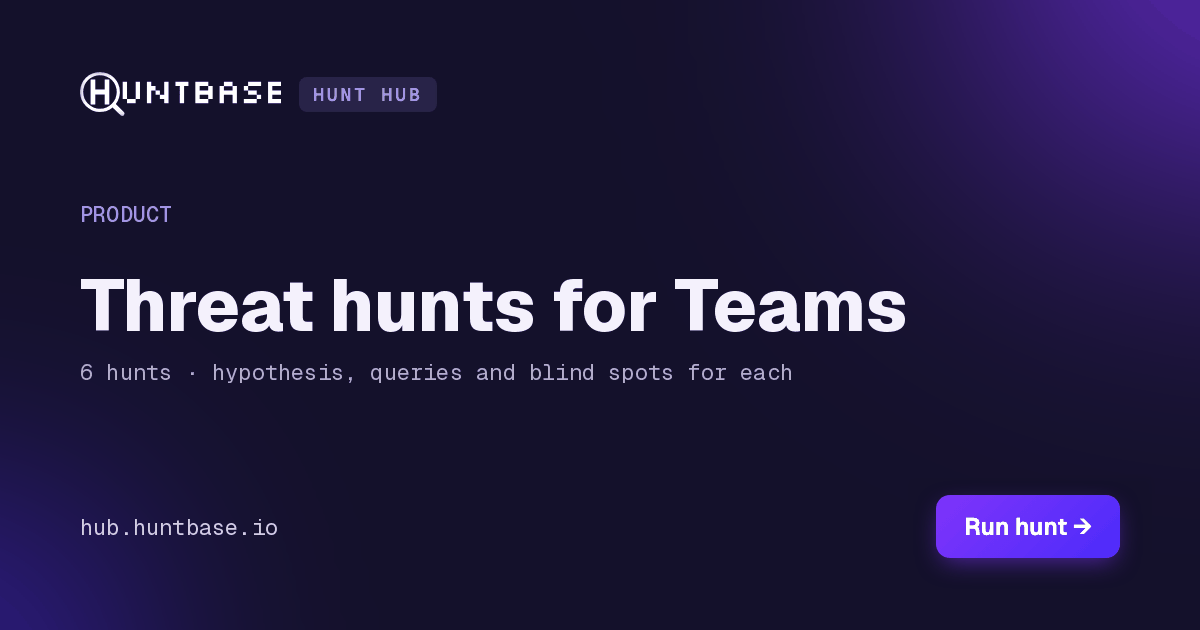 HUNTBASE HUNT HUB
PRODUCT
Threat hunts for Teams
6 hunts · hypothesis, queries and blind spots for each
hub.huntbase.io
Run hunt →